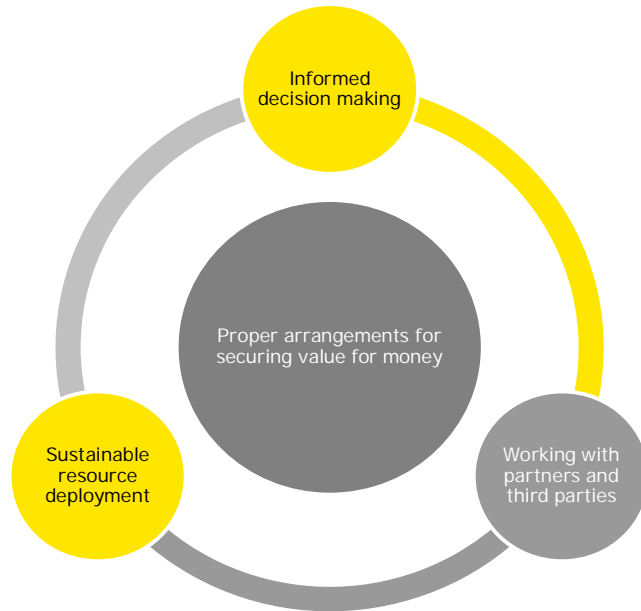 Informed
decision making
Proper arrangements for
securing value for money
Sustainable
resource
deployment
Working with
partners and
third parties